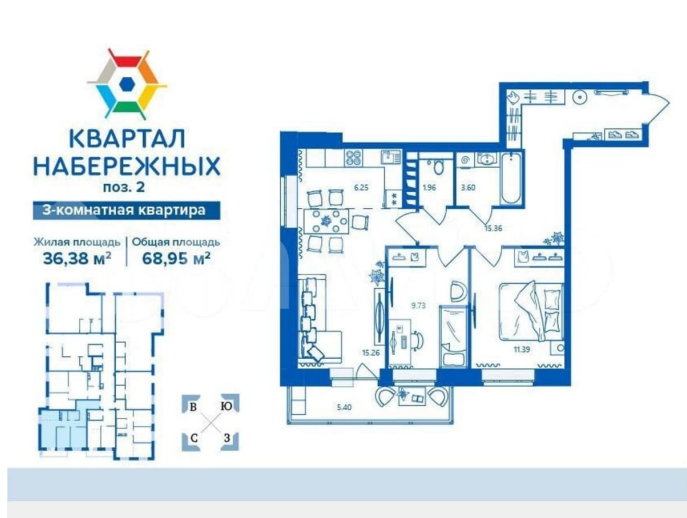 КВАРТАЛ
НАБЕРЕЖНЫХ
поз. 2
3-комнатная квартира
Жилая площадь
36,38 м²
Общая площадь
68,95 м²
В Ю
С З
6.25
1.96
3.60
15.36
9.73
15.26
11.39
5.40